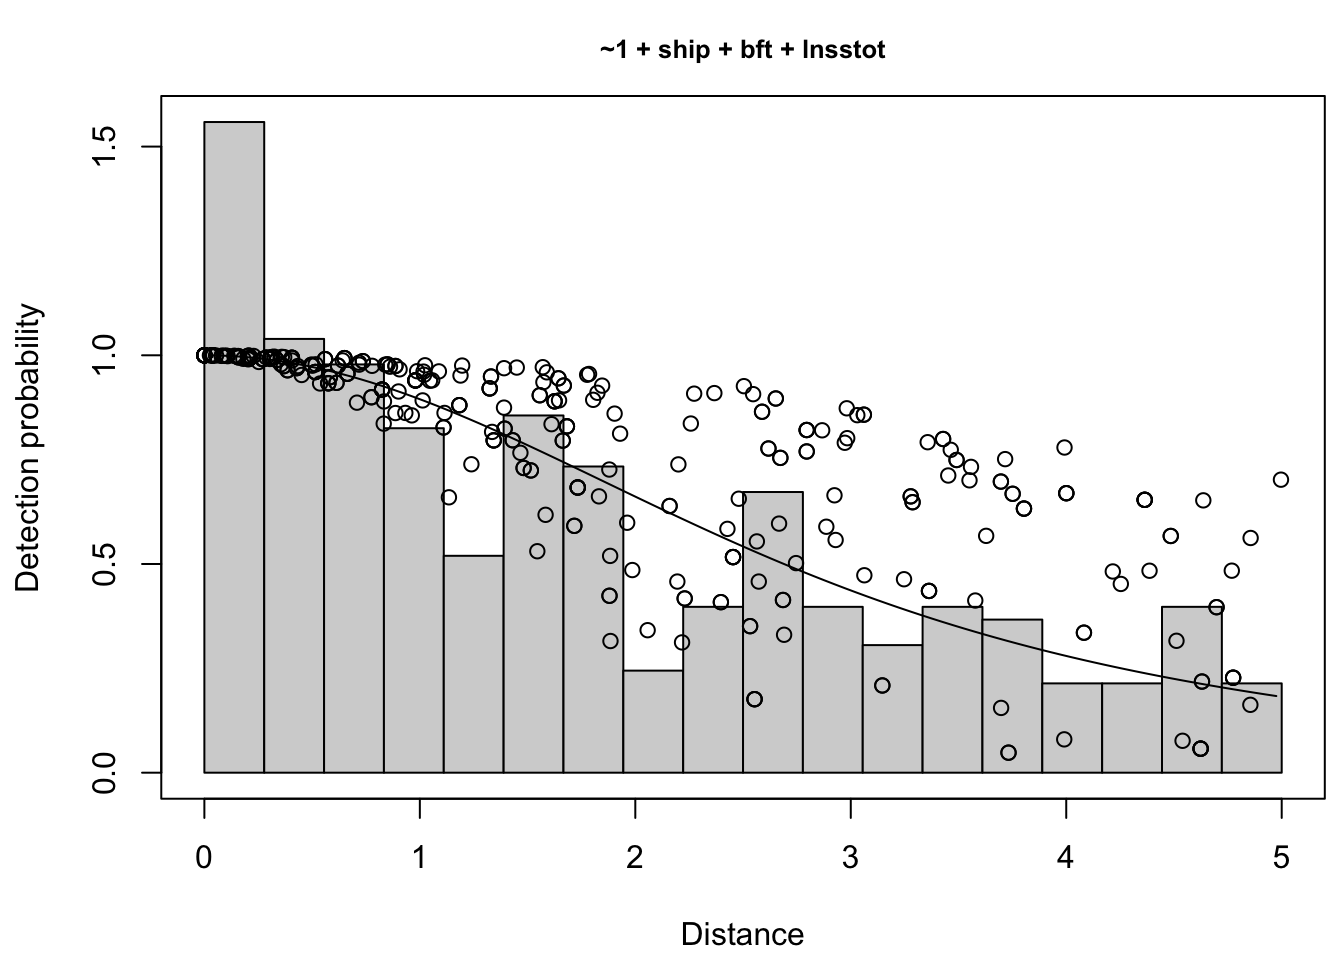 ~1 + ship + bft + lnsstot
Detection probability
1.5
1.0
0.5
0.0
0 1 2 3 4 5
Distance